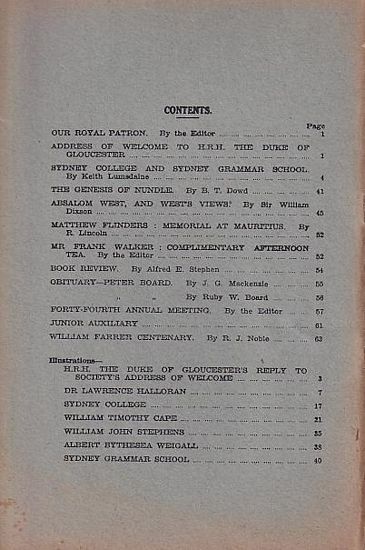 CONTENTS.
Page
OUR ROYAL PATRON. By the Editor ... 1
ADDRESS OF WELCOME TO H.R.H. THE DUKE OF
GLOUCESTER ... 1
SYDNEY COLLEGE AND SYDNEY GRAMMAR SCHOOL.
By Keith Lumsdaine ... 4
THE GENESIS OF NUNDLE. By B. T. Dowd ... 41
ABSALOM WEST, AND WEST'S VIEWS. By Sir William
Dixson ... 45
MATTHEW FLINDERS : MEMORIAL AT MAURITIUS. By
R. Lincoln ... 52
MR FRANK WALKER : COMPLIMENTARY AFTERNOON
TEA. By the Editor ... 52
BOOK REVIEW. By Alfred E. Stephen ... 54
OBITUARY—PETER BOARD. By J. G. Mackenzie ... 55
" " By Ruby W. Board ... 56
FORTY-FOURTH ANNUAL MEETING. By the Editor ... 57
JUNIOR AUXILIARY ... 61
WILLIAM FARRER CENTENARY. By R. J. Noble ... 63
Illustrations—
H.R.H. THE DUKE OF GLOUCESTER'S REPLY TO
SOCIETY'S ADDRESS OF WELCOME ... 3
DR LAWRENCE HALLORAN ... 7
SYDNEY COLLEGE ... 17
WILLIAM TIMOTHY CAPE ... 21
WILLIAM JOHN STEPHENS ... 35
ALBERT BYTHESEA WEIGALL ... 38
SYDNEY GRAMMAR SCHOOL ... 40